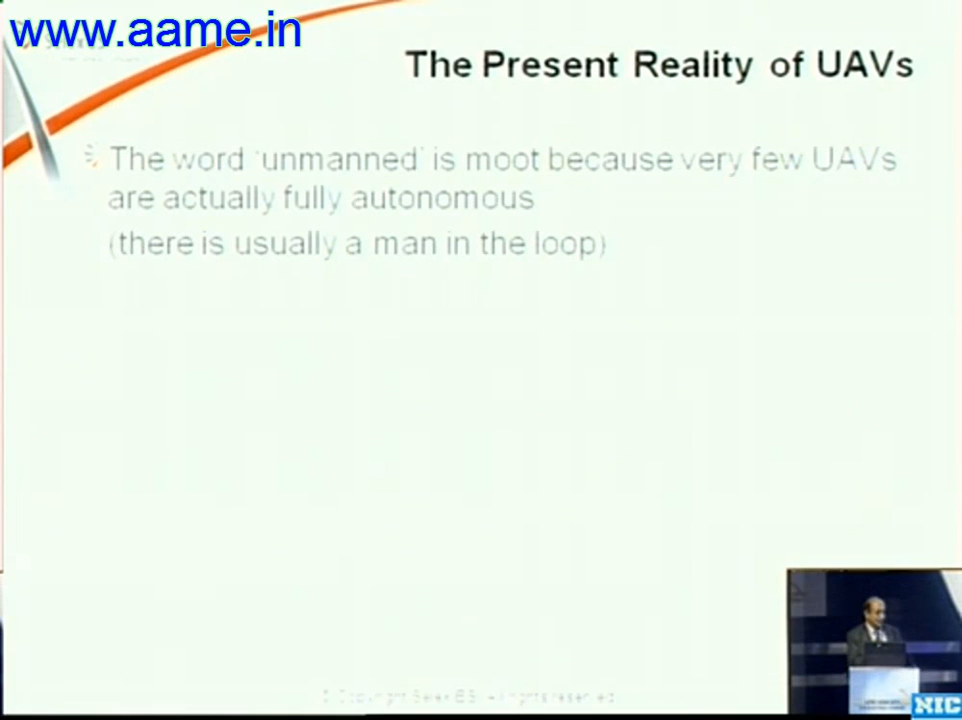 www.aame.in
The Present Reality of UAVs
The word 'unmanned' is moot because very few UAVs
are actually fully autonomous
(there is usually a man in the loop)
NIC